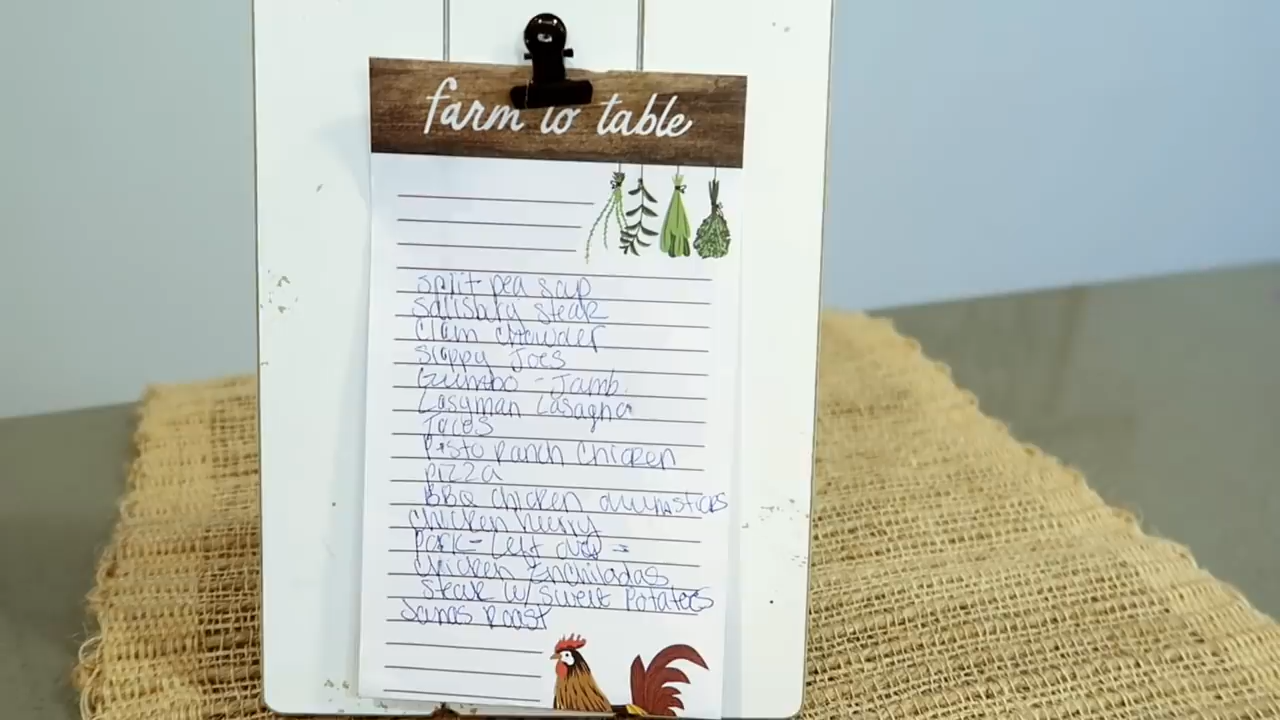 farm to table
split pea soup
Salisbury steak
Clam chowder
Sloppy Joes
Gumbo - Jamb.
Lasagna
Tacos
Pesto Ranch Chicken
Pizza
BBQ chicken drumsticks
Chicken
Pork - Left over =
Chicken Enchiladas
Steak w/ Sweet Potatoes
Sams Roast